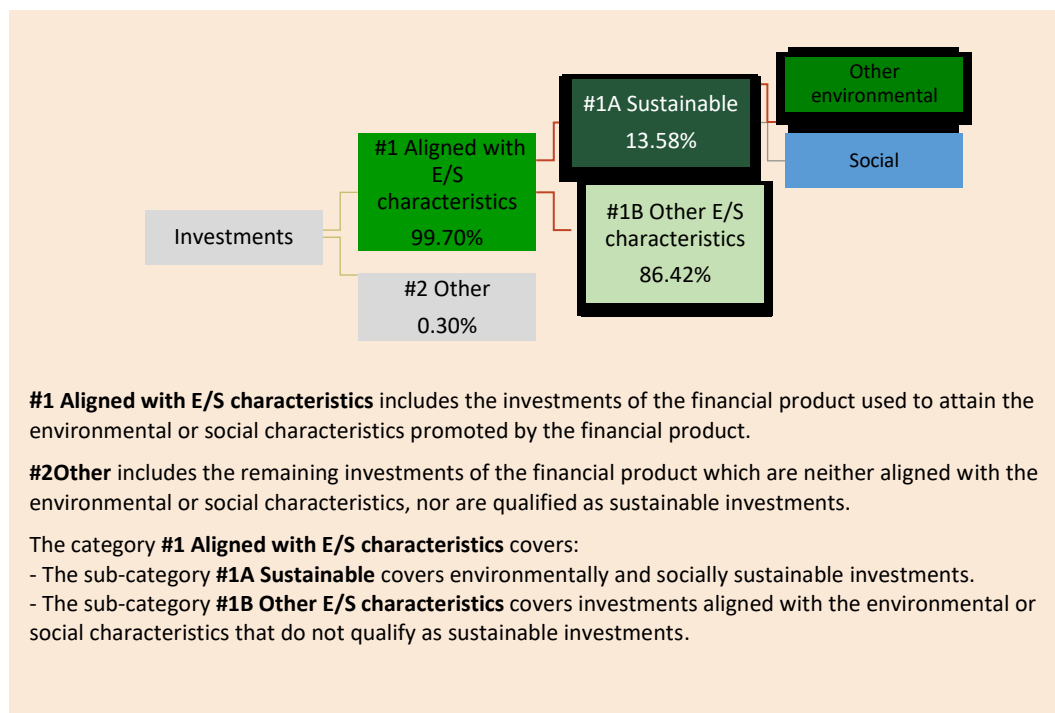 Investments
#1 Aligned with
E/S
characteristics
99.70%
#2 Other
0.30%
#1A Sustainable
13.58%
#1B Other E/S
characteristics
86.42%
Other
environmental
Social
#1 Aligned with E/S characteristics includes the investments of the financial product used to attain the
environmental or social characteristics promoted by the financial product.
#2Other includes the remaining investments of the financial product which are neither aligned with the
environmental or social characteristics, nor are qualified as sustainable investments.
The category #1 Aligned with E/S characteristics covers:
- The sub-category #1A Sustainable covers environmentally and socially sustainable investments.
- The sub-category #1B Other E/S characteristics covers investments aligned with the environmental or
social characteristics that do not qualify as sustainable investments.